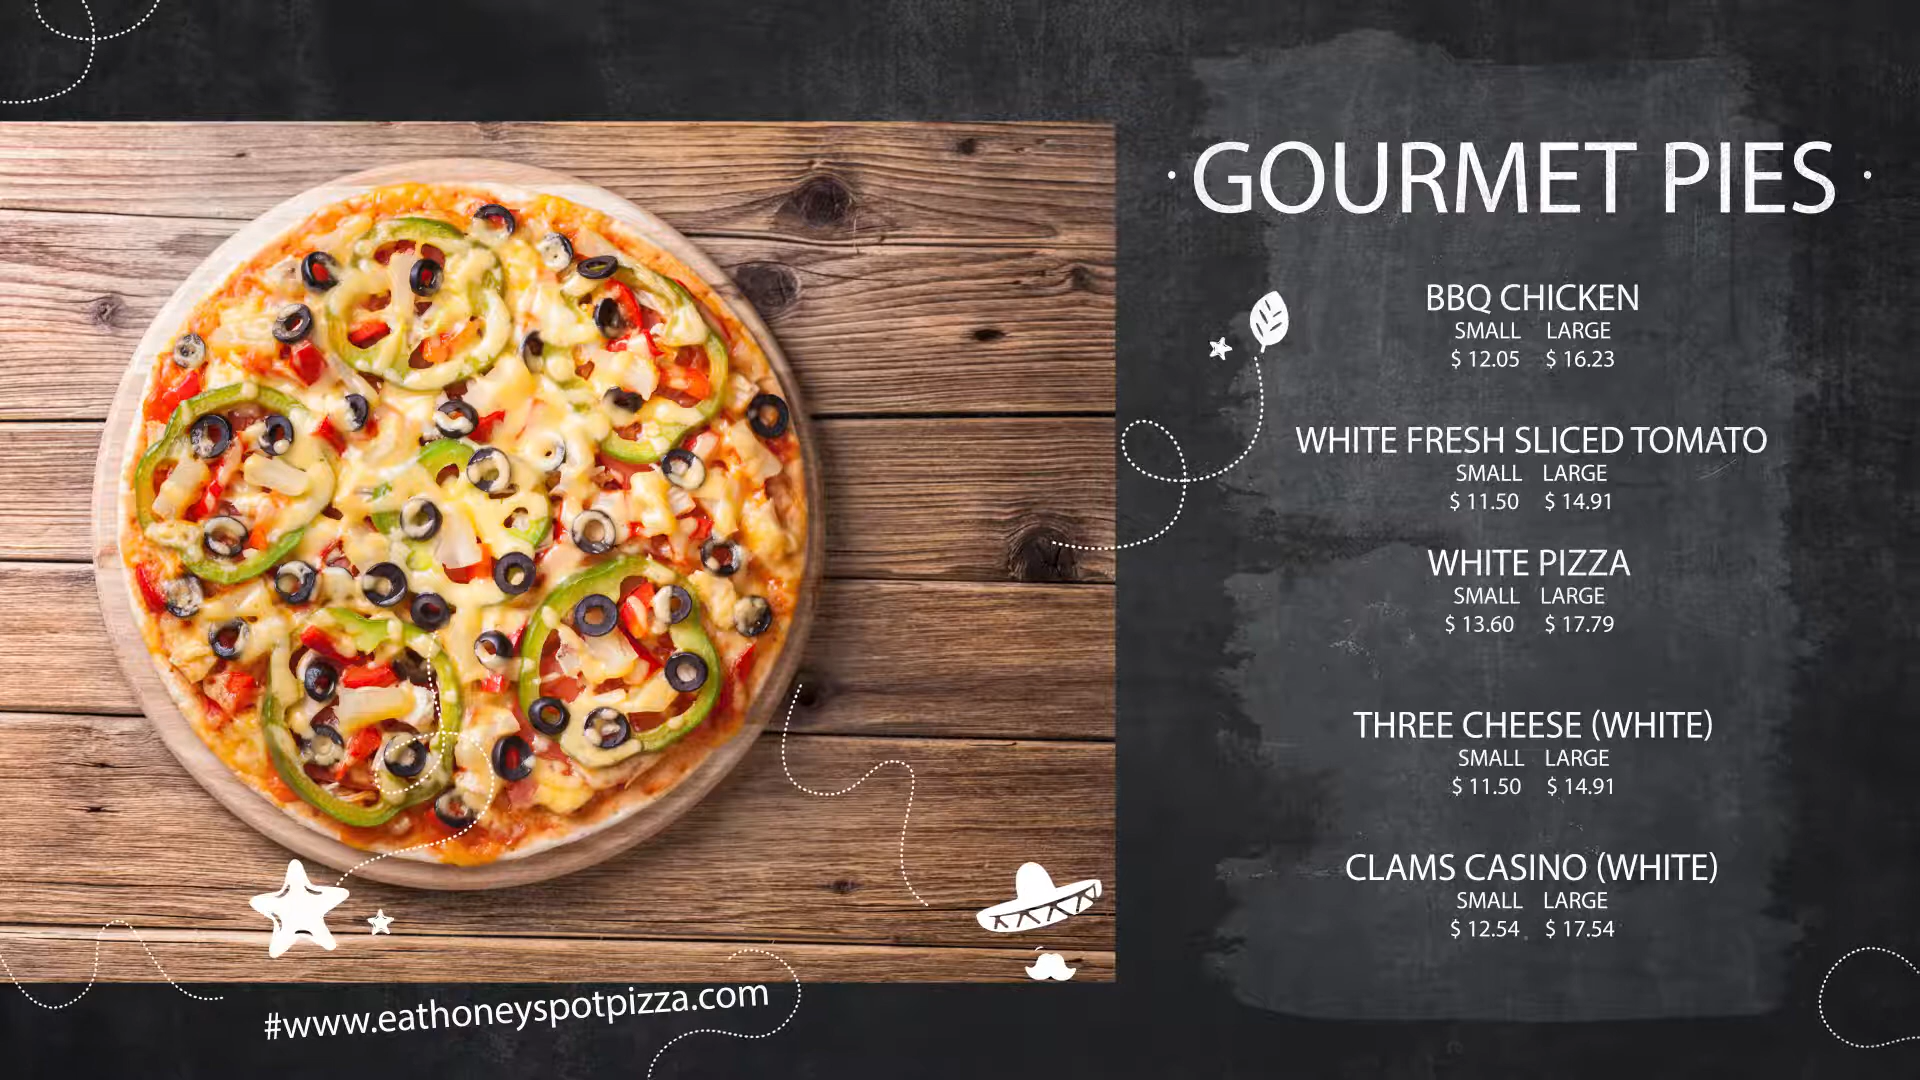 · GOURMET PIES ·
BBQ CHICKEN
SMALL LARGE
$ 12.05 $ 16.23
WHITE FRESH SLICED TOMATO
SMALL LARGE
$ 11.50 $ 14.91
WHITE PIZZA
SMALL LARGE
$ 13.60 $ 17.79
THREE CHEESE (WHITE)
SMALL LARGE
$ 11.50 $ 14.91
CLAMS CASINO (WHITE)
SMALL LARGE
$ 12.54 $ 17.54
#www.eathoneyspotpizza.com